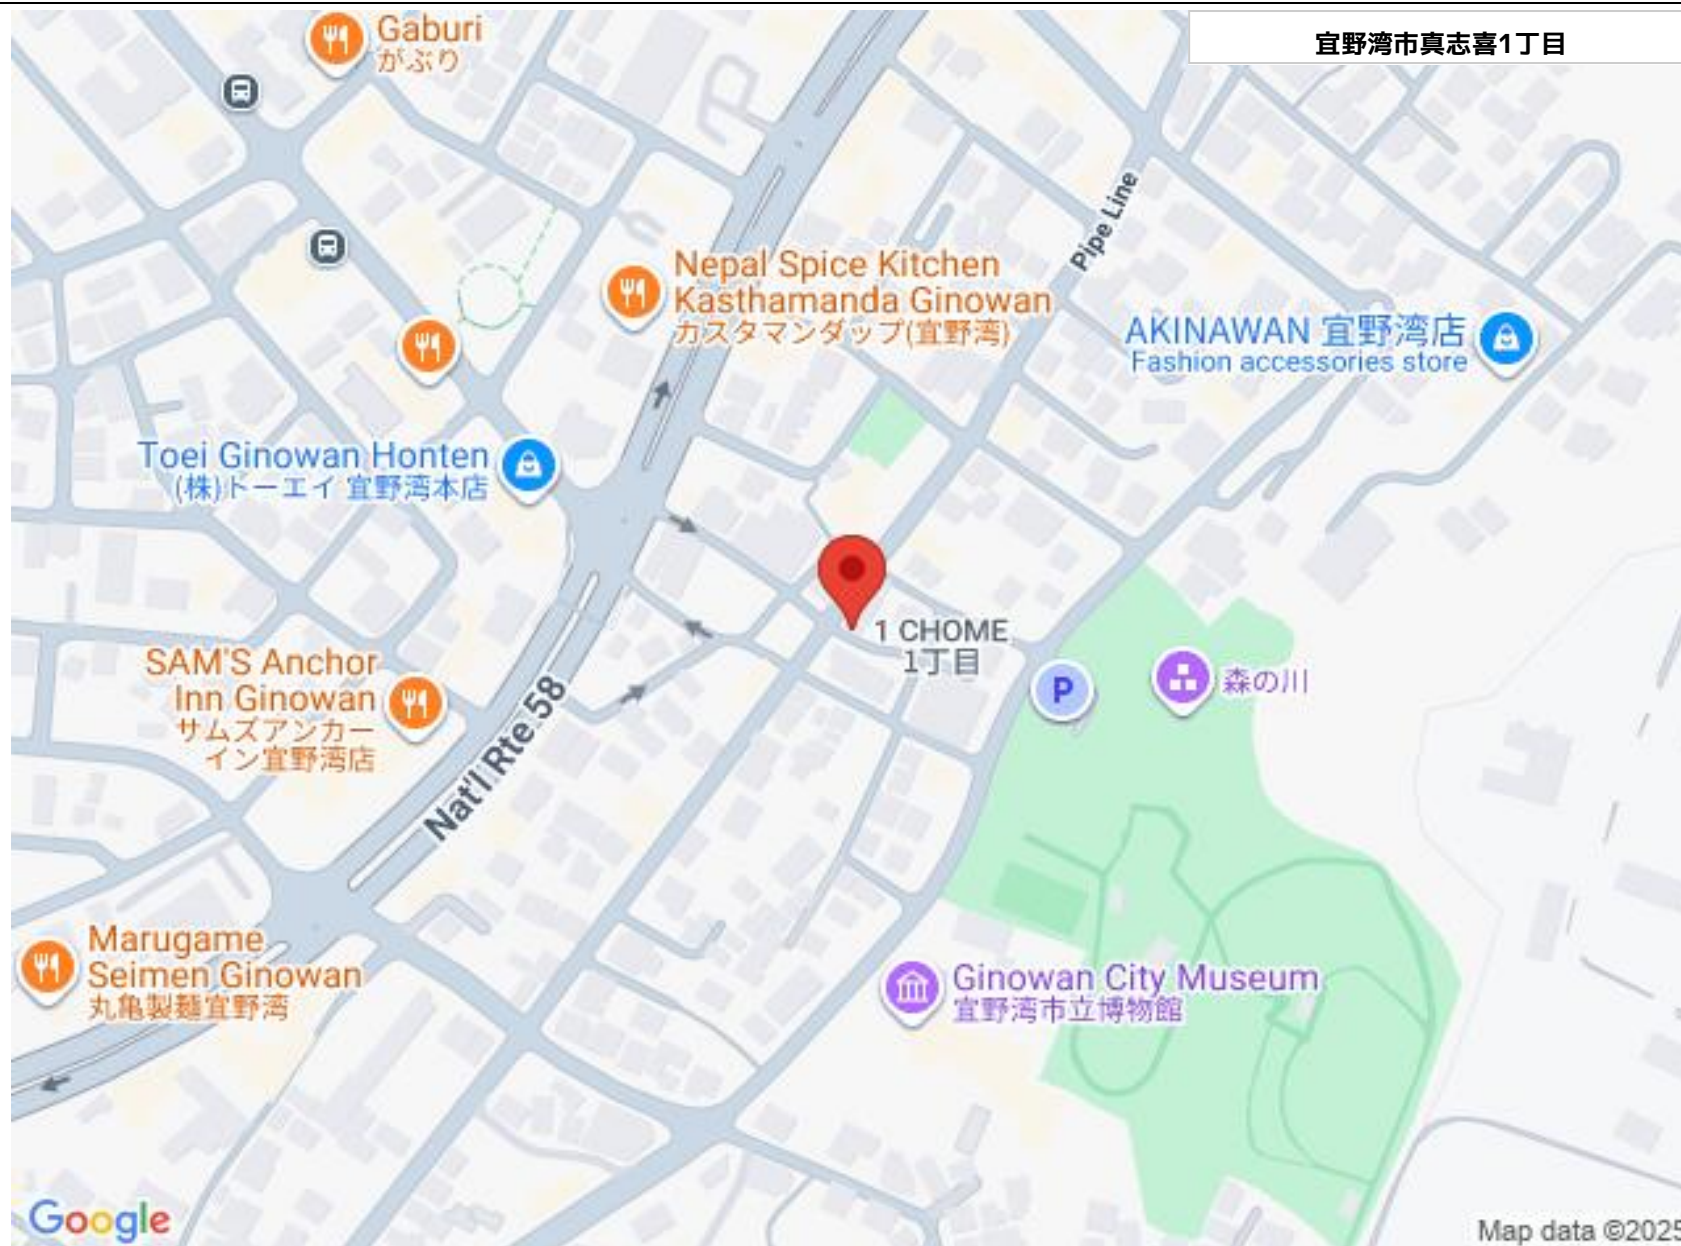 宜野湾市真志喜1丁目
Gaburi
がぶり
Pipe Line
Nepal Spice Kitchen
Kasthamanda Ginowan
カスタマンダップ(宜野湾)
AKINAWAN 宜野湾店
Fashion accessories store
Toei Ginowan Honten
(株)トーエイ 宜野湾本店
1 CHOME
1丁目
SAM'S Anchor
Inn Ginowan
サムズアンカー
イン宜野湾店
P
森の川
Nat'l Rte 58
Marugame
Seimen Ginowan
丸亀製麺宜野湾
Ginowan City Museum
宜野湾市立博物館
Google
Map data ©2025